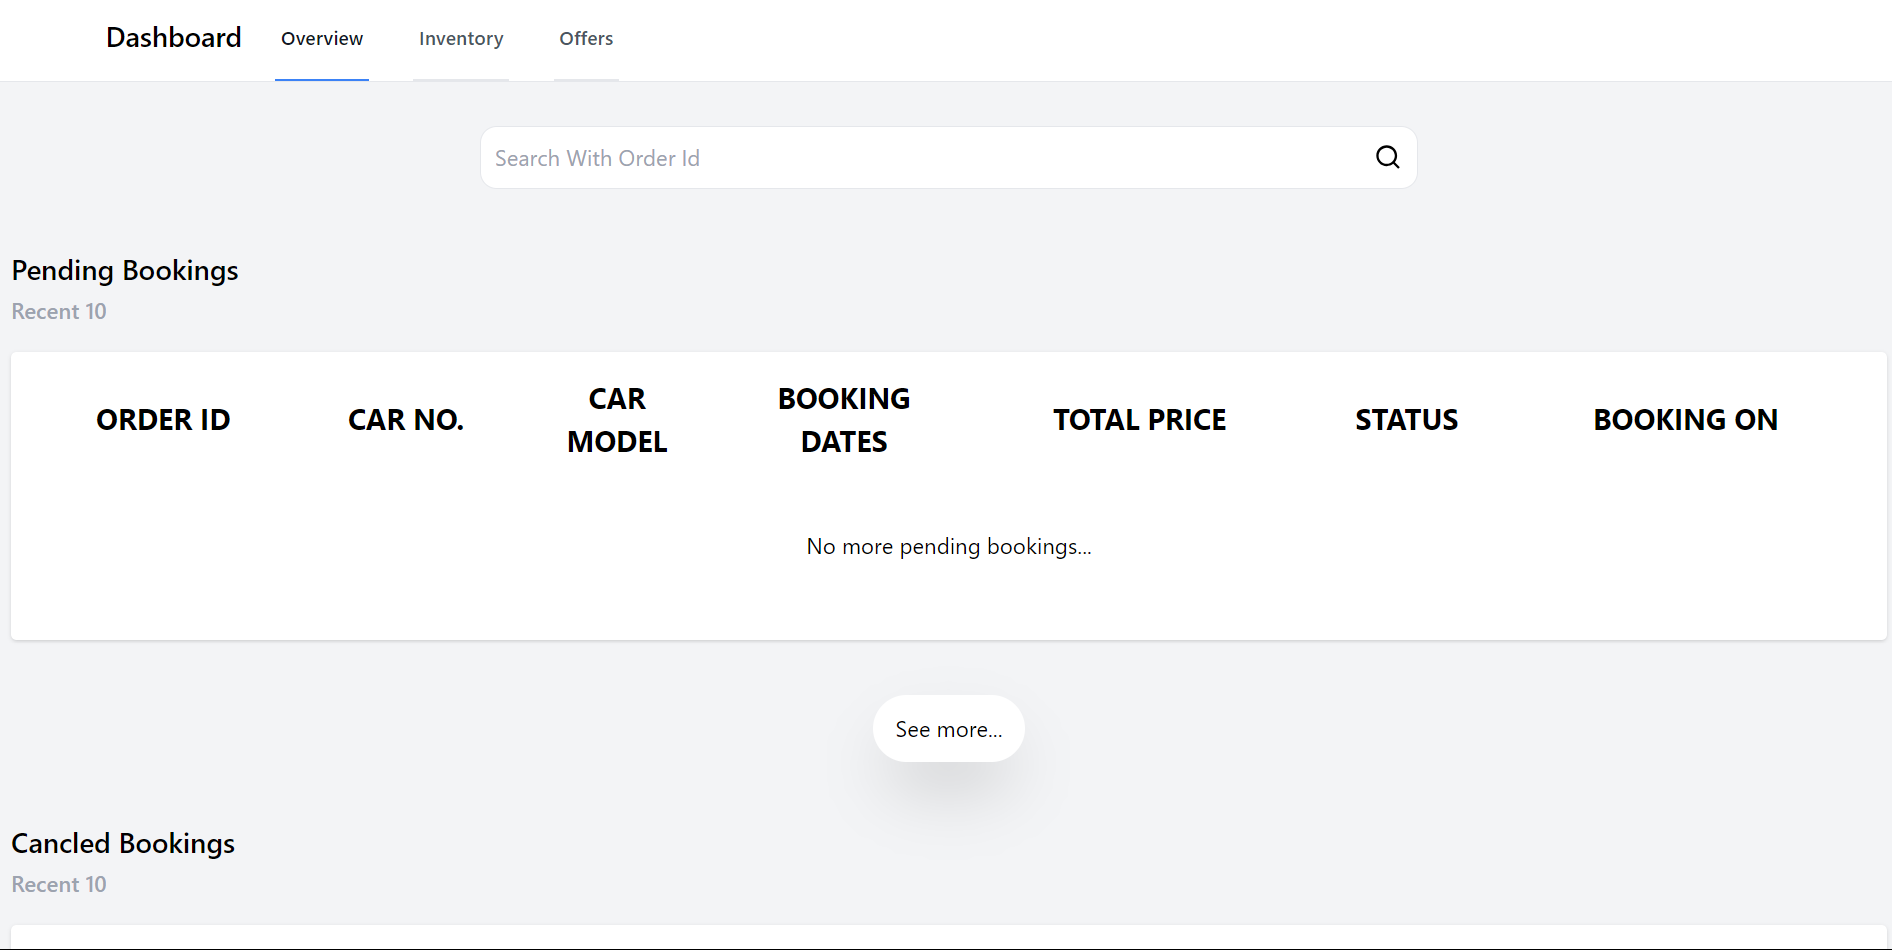 Dashboard Overview Inventory Offers
Search With Order Id
Pending Bookings
Recent 10
ORDER ID CAR NO. CAR MODEL BOOKING DATES TOTAL PRICE STATUS BOOKING ON
No more pending bookings...
See more...
Cancled Bookings
Recent 10